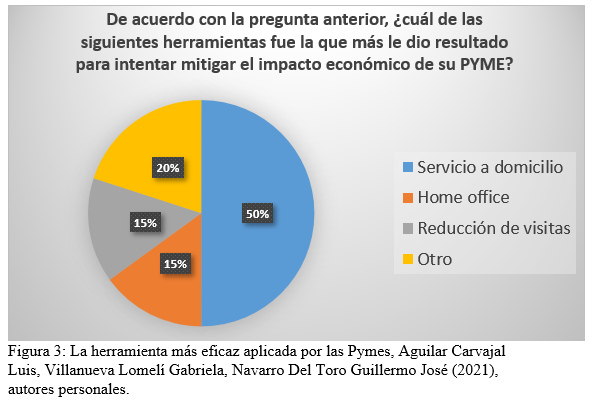 De acuerdo con la pregunta anterior, ¿cuál de las
siguientes herramientas fue la que más le dio resultado
para intentar mitigar el impacto económico de su PYME?
20%
50%
15%
15%
Servicio a domicilio
Home office
Reducción de visitas
Otro
Figura 3: La herramienta más eficaz aplicada por las Pymes, Aguilar Carvajal
Luis, Villanueva Lomelí Gabriela, Navarro Del Toro Guillermo José (2021),
autores personales.